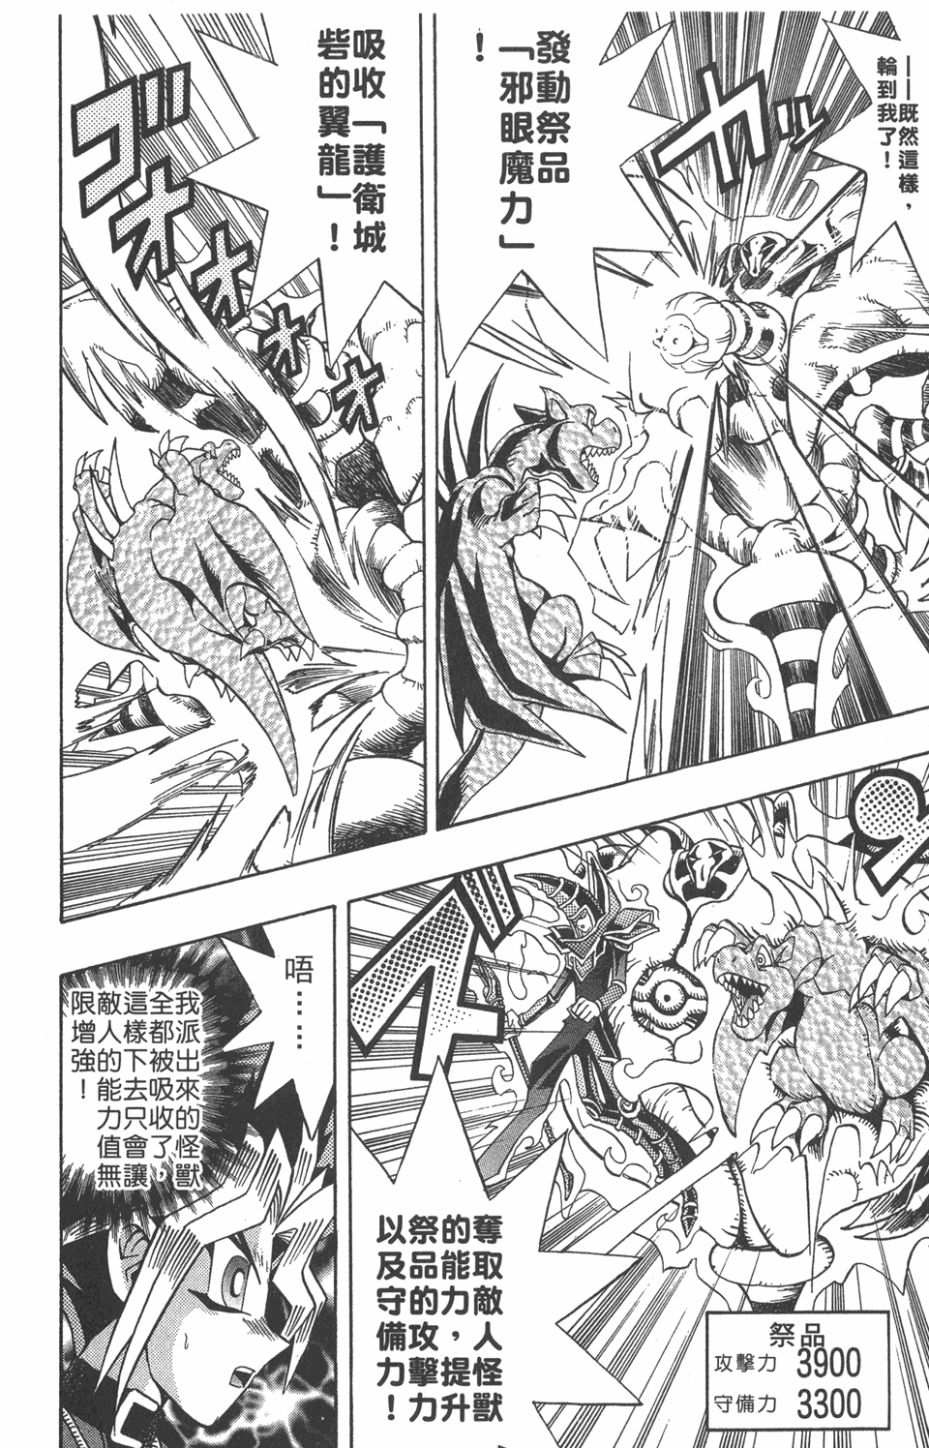 ——既然這樣，
輪到我了！
發動祭品
「邪眼魔力」
！
カッ
吸收「護衛城
砦的翼龍」！
ゴオオオオ
唔……
我派出來的怪獸
全都被吸收了，
這樣下去只會讓
敵人的能力值無
限增強！
奪取敵人怪獸
的能力，提升
祭品的攻擊力
以及守備力！
祭品
攻擊力 3900
守備力 3300